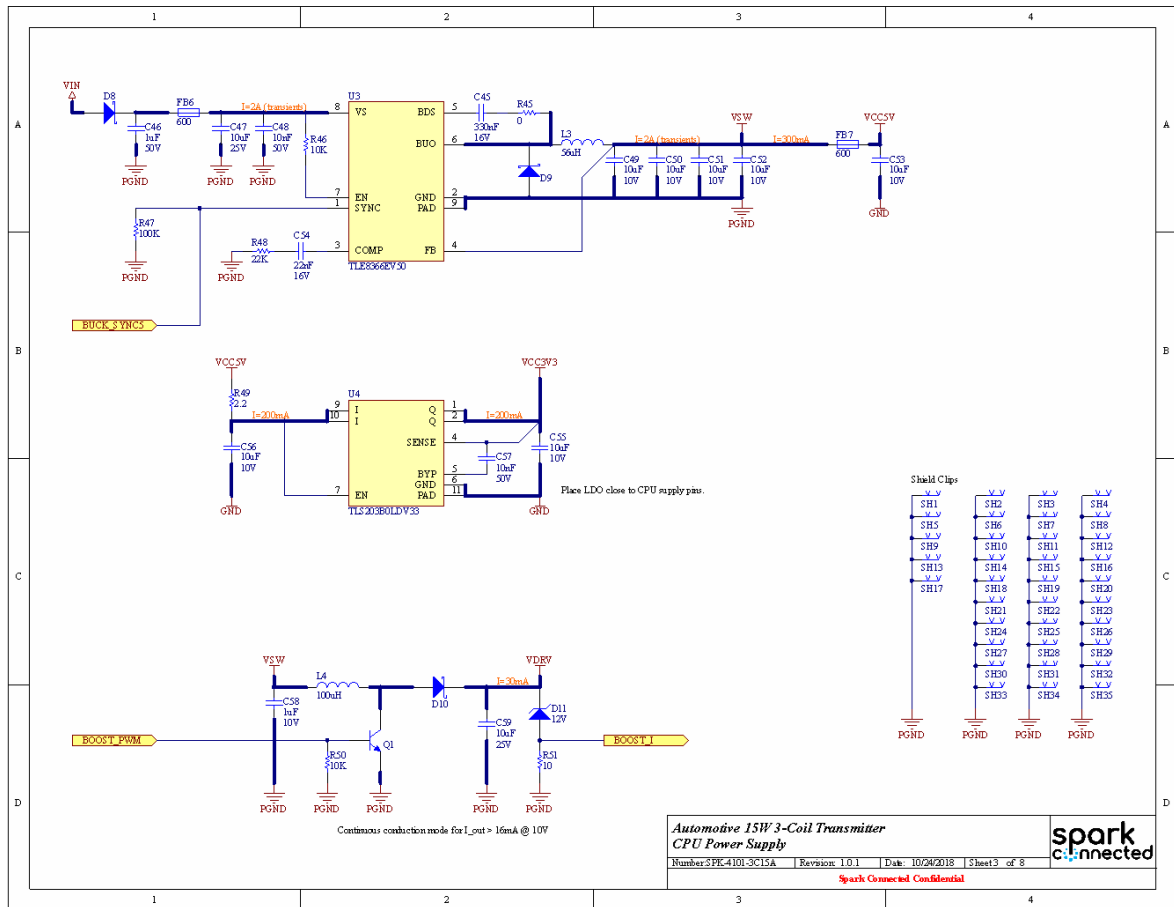 1 2 3 4
A
A
VIN
D8
FB6
600
I=2A (transients)
C46
1uF
50V
PGND
C47
10uF
25V
PGND
C48
10nF
50V
PGND
R46
10K
U3
8 VS
7 EN
1 SYNC
3 COMP
BDS 5
BUO 6
GND 2
PAD 9
FB 4
TLE8366EV50
C45
330nF
16V
R45
0
L3
56uH
D9
I=2A (transients)
C49
10uF
10V
C50
10uF
10V
C51
10uF
10V
C52
10uF
10V
VSW
PGND
I=300mA
FB7
600
VCC5V
C53
10uF
10V
GND
R47
100K
PGND
R48
22K
PGND
C54
22nF
16V
BUCK_SYNC5
B
B
VCC5V
R49
2.2
I=200mA
C56
10uF
10V
GND
U4
9 I
10 I
7 EN
Q 1
Q 2
SENSE 4
BYP 5
GND 6
PAD 11
TLS203B0LDV33
I=200mA
VCC3V3
C57
10nF
50V
C55
10uF
10V
GND
Place LDO close to CPU supply pins.
C
C
Shield Clips
SH1 SH2 SH3 SH4
SH5 SH6 SH7 SH8
SH9 SH10 SH11 SH12
SH13 SH14 SH15 SH16
SH17 SH18 SH19 SH20
SH21 SH22 SH23
SH24 SH25 SH26
SH27 SH28 SH29
SH30 SH31 SH32
SH33 SH34 SH35
PGND PGND PGND PGND
VSW
L4
100uH
C58
1uF
10V
PGND
BOOST_PWM
R50
10K
PGND
Q1
PGND
D10
I=30mA
VDRV
C59
10uF
25V
PGND
D11
12V
R51
10
PGND
BOOST_I
Continuous conduction mode for I_out > 16mA @ 10V
D
D
Automotive 15W 3-Coil Transmitter
CPU Power Supply
Number:SPK-4101-3C15A Revision: 1.0.1 Date: 10/24/2018 Sheet 3 of 8
Spark Connected Confidential
spark
connected
1 2 3 4